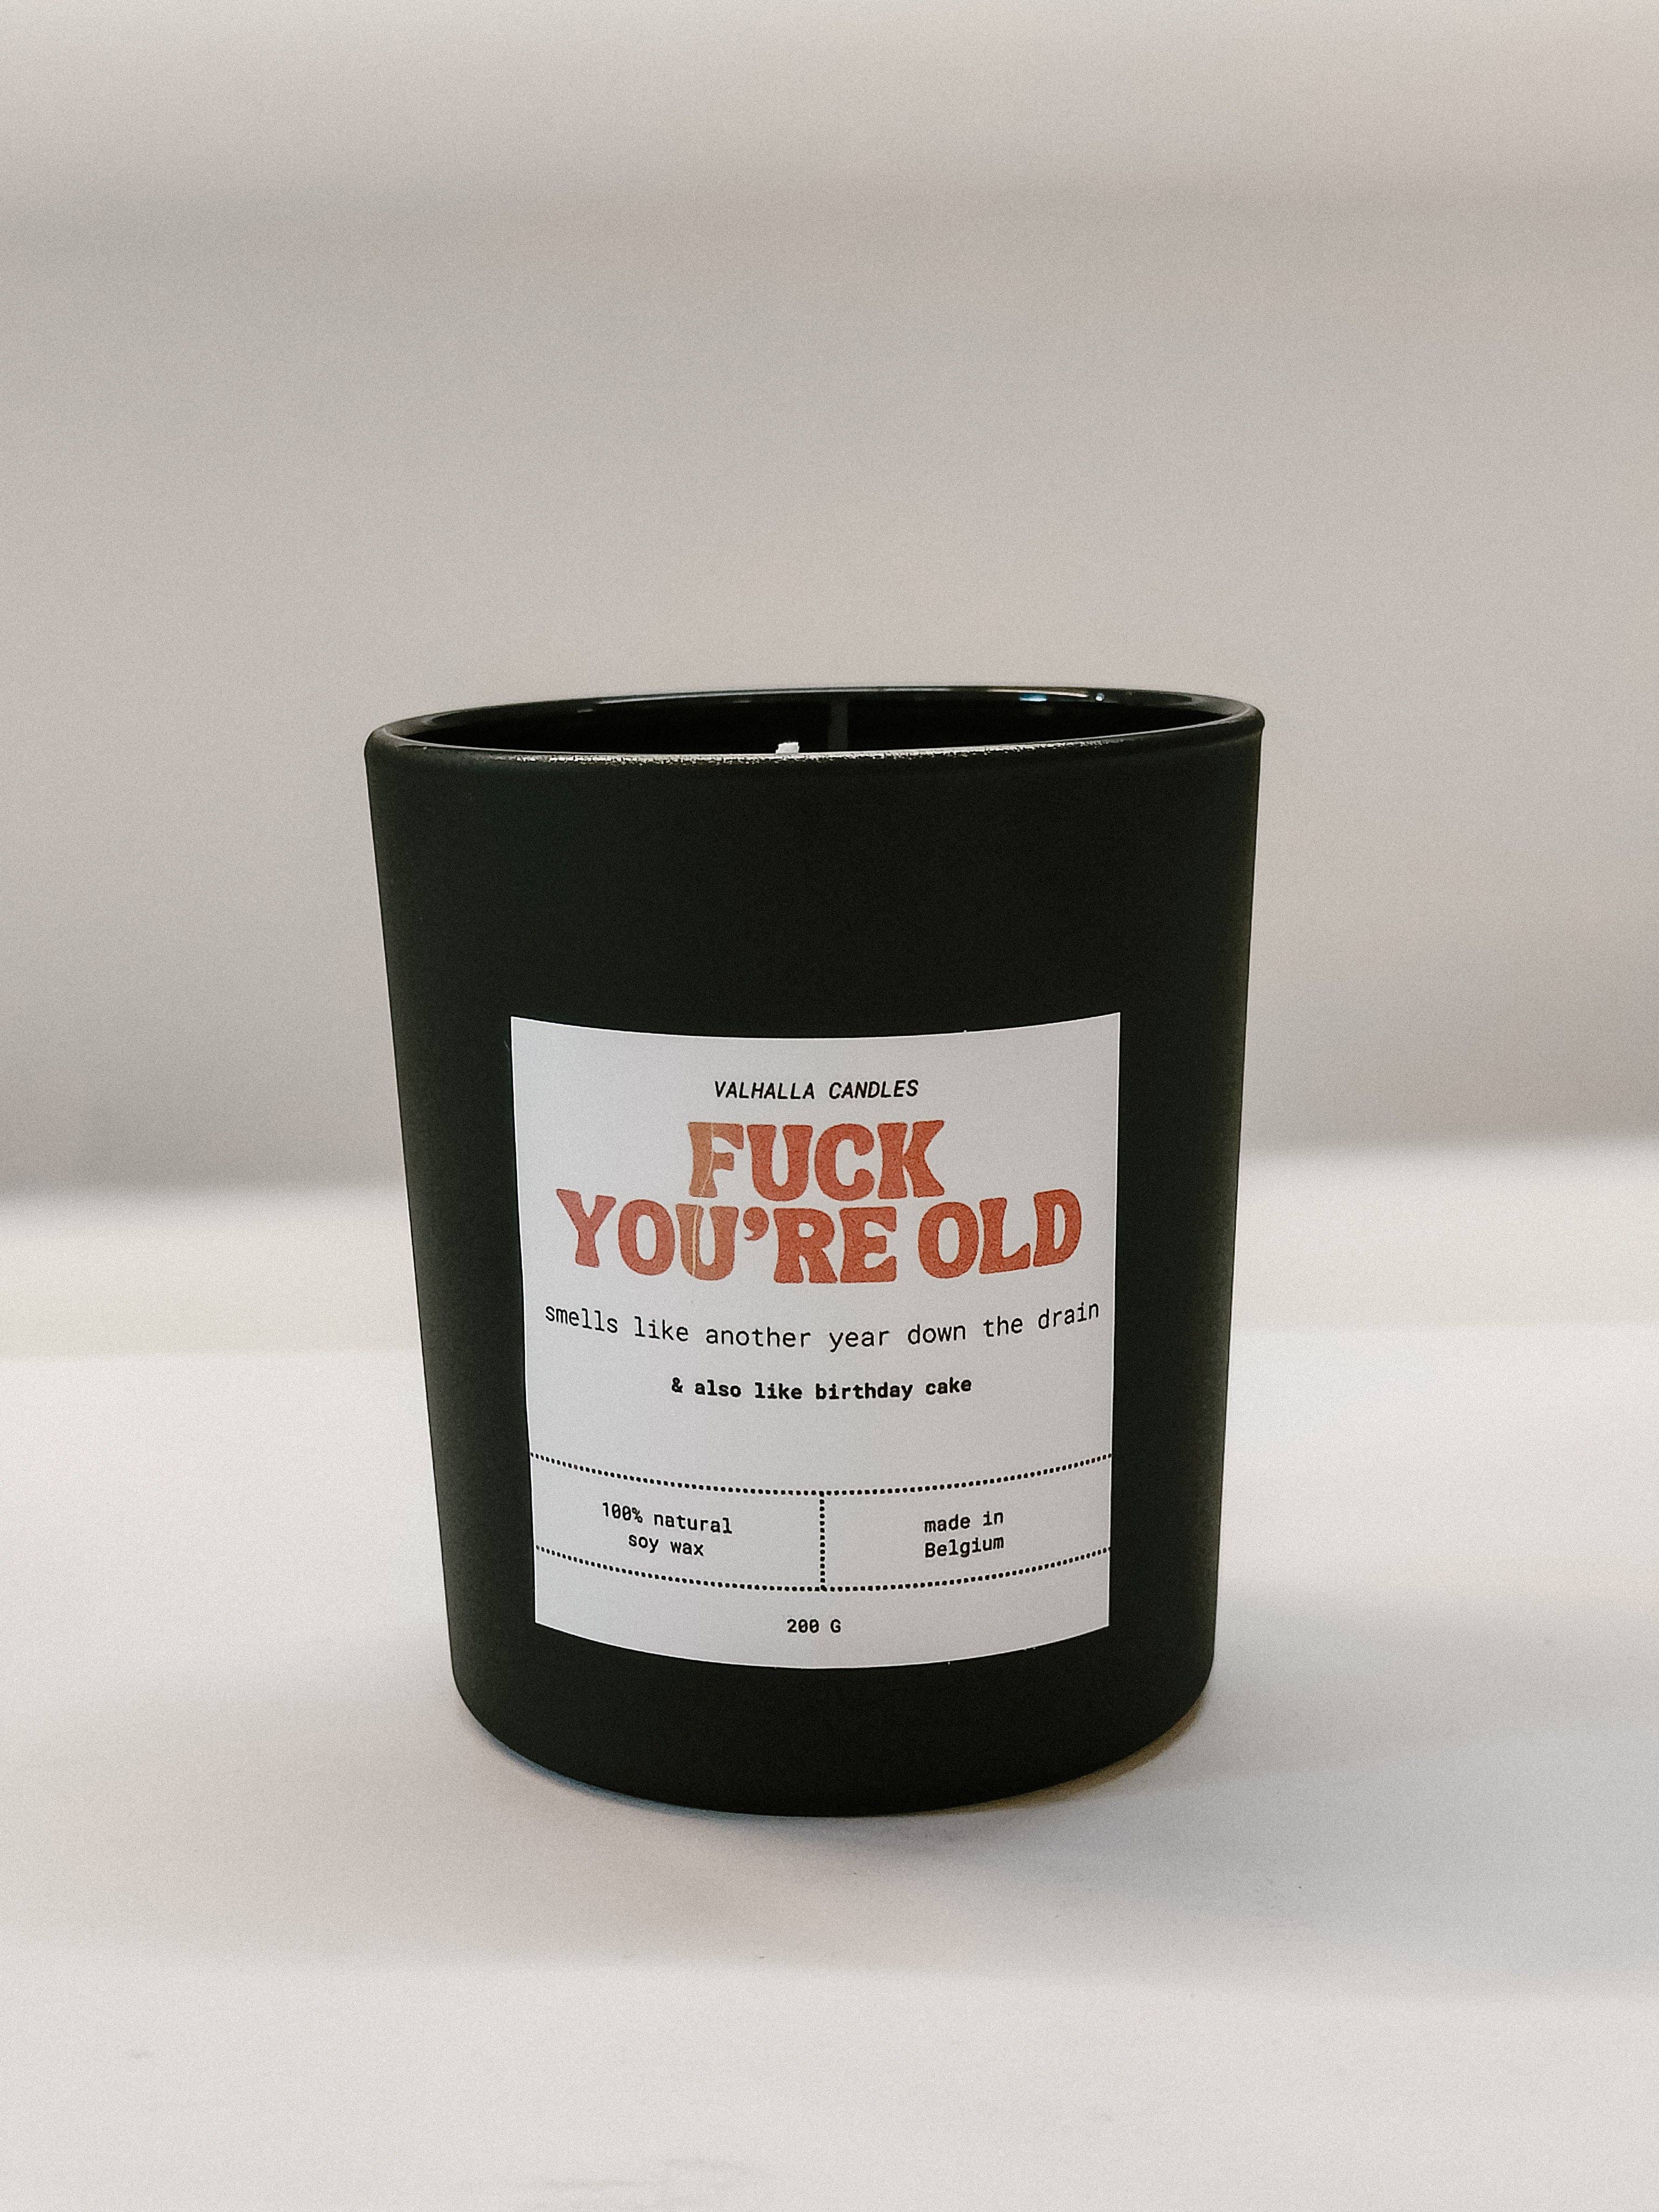 VALHALLA CANDLES
FUCK
YOU'RE OLD
smells like another year down the drain
& also like birthday cake
100% natural
soy wax
made in
Belgium
200 G